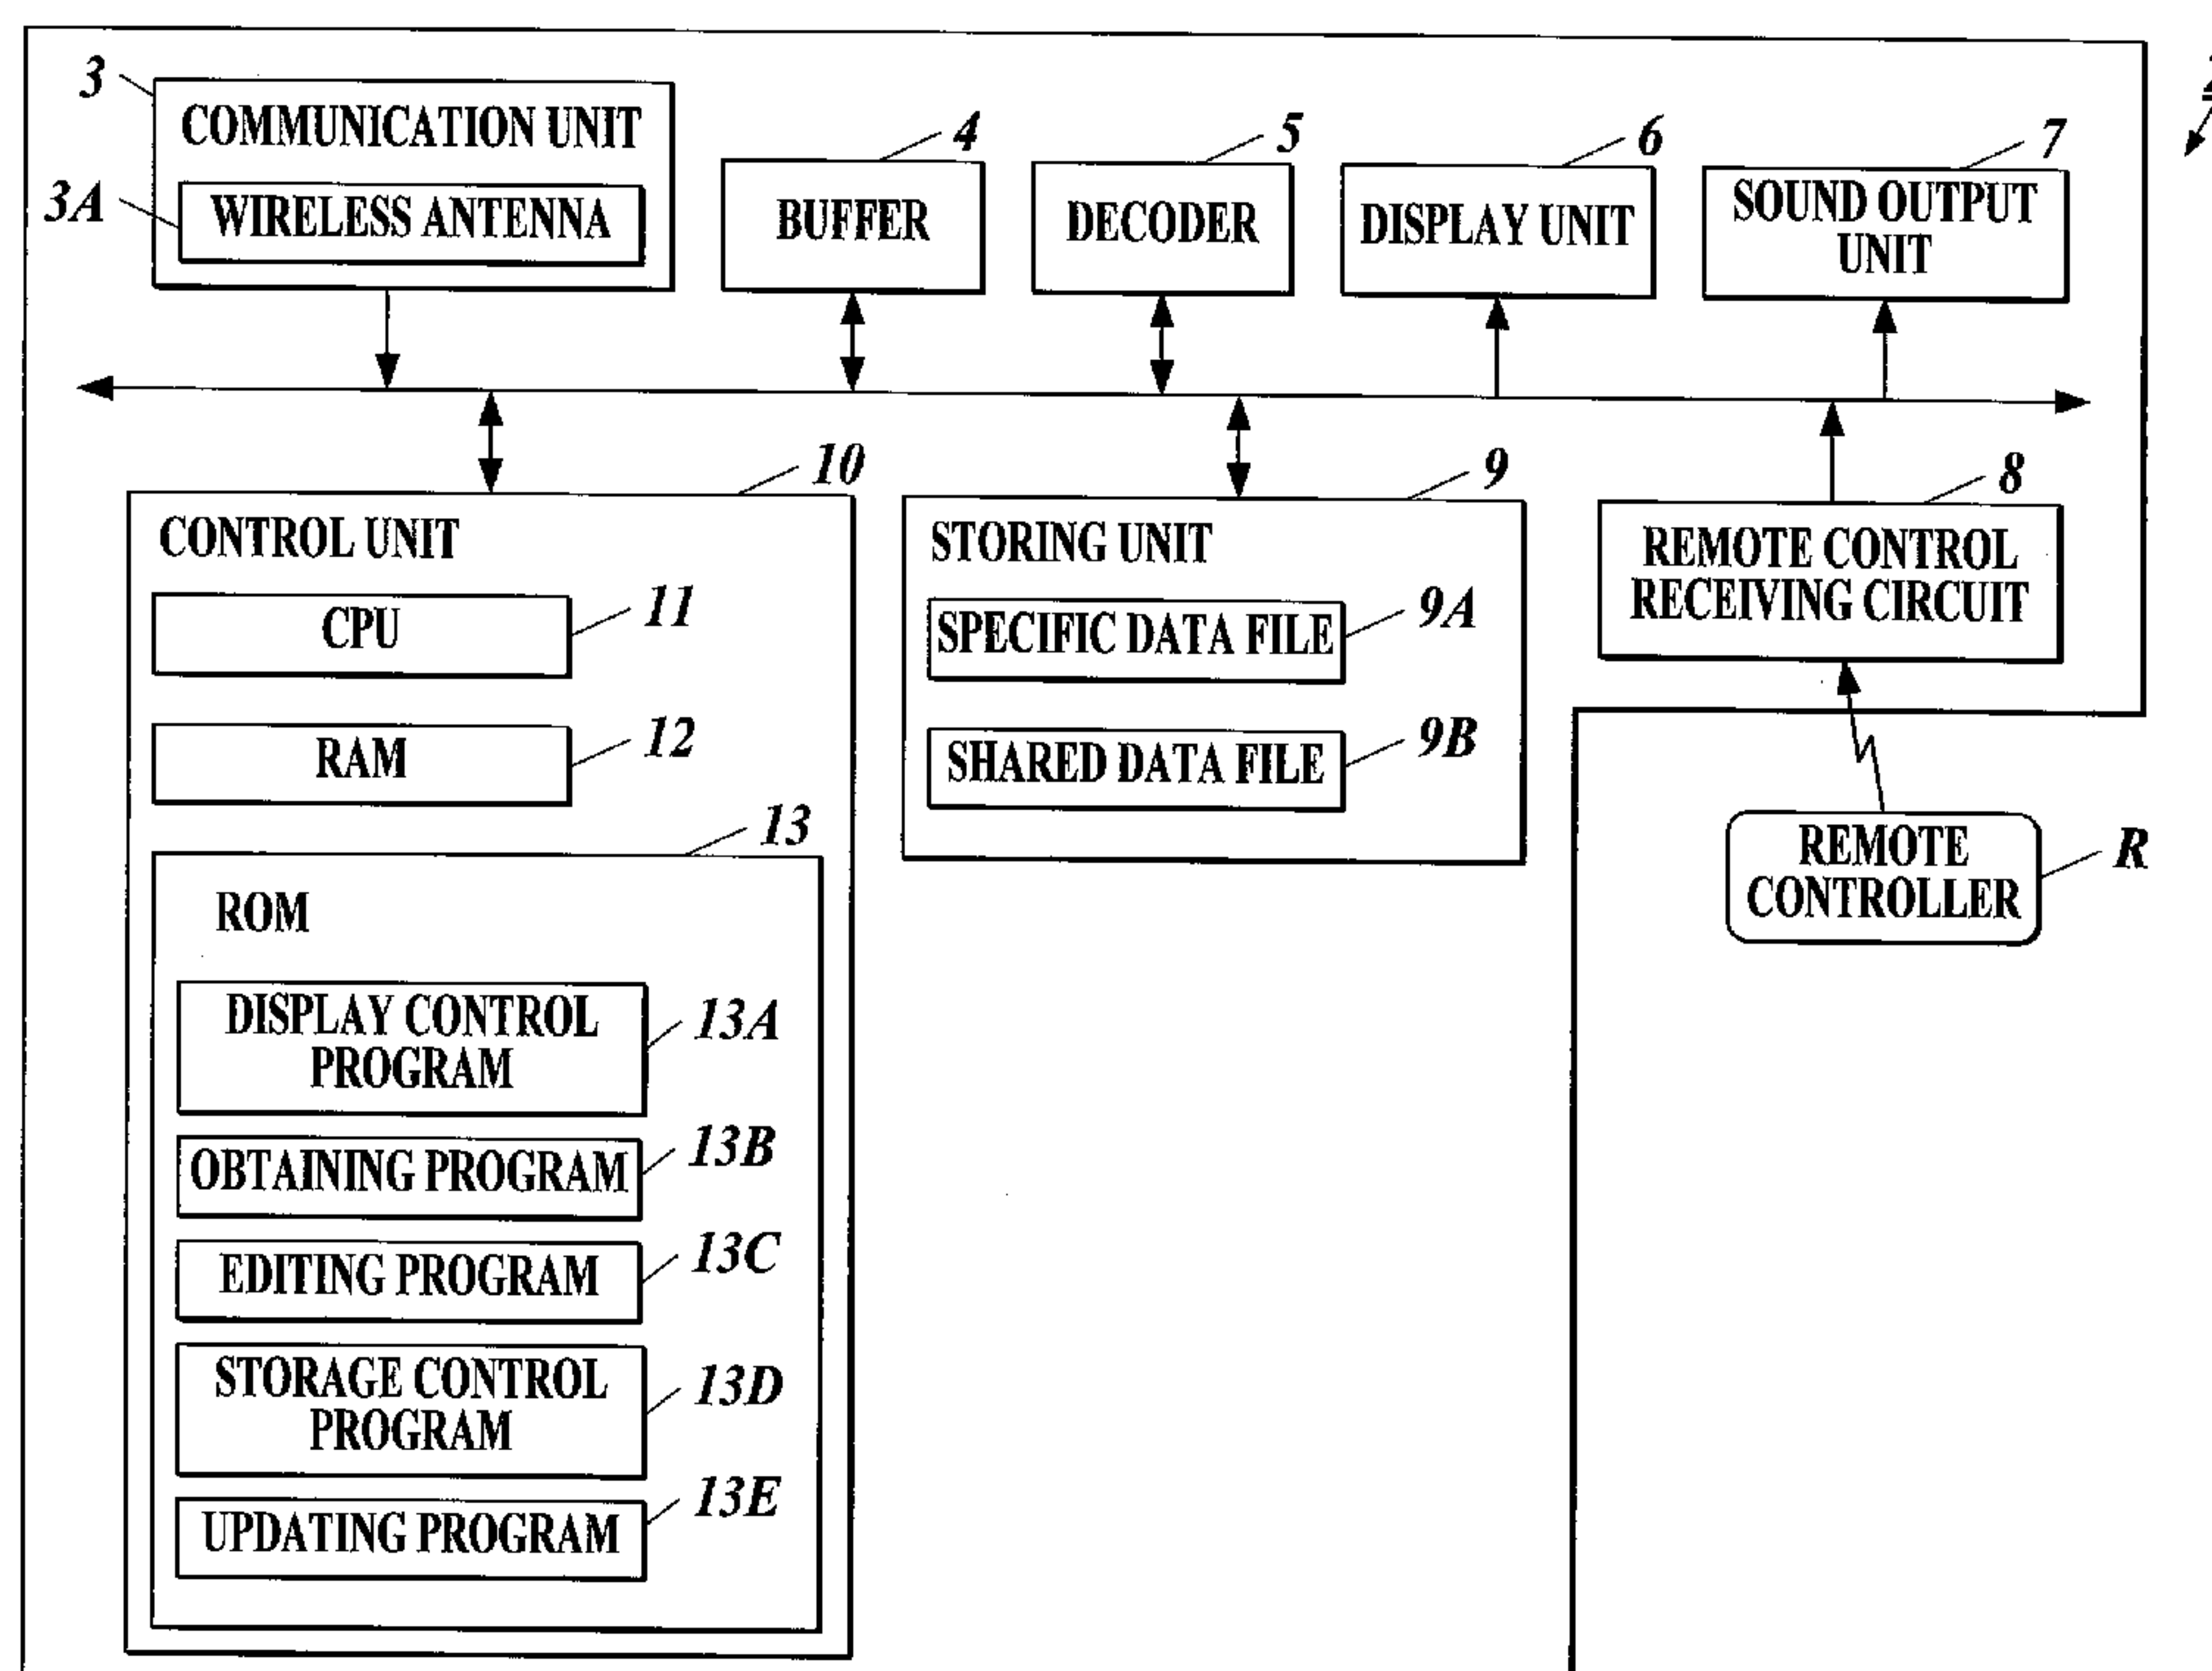 3
COMMUNICATION UNIT
3A
WIRELESS ANTENNA
4
BUFFER
5
DECODER
6
DISPLAY UNIT
7
SOUND OUTPUT
UNIT
10
CONTROL UNIT
CPU
11
RAM
12
13
ROM
DISPLAY CONTROL
PROGRAM
13A
OBTAINING PROGRAM
13B
EDITING PROGRAM
13C
STORAGE CONTROL
PROGRAM
13D
UPDATING PROGRAM
13E
9
STORING UNIT
SPECIFIC DATA FILE
9A
SHARED DATA FILE
9B
8
REMOTE CONTROL
RECEIVING CIRCUIT
REMOTE
CONTROLLER
R